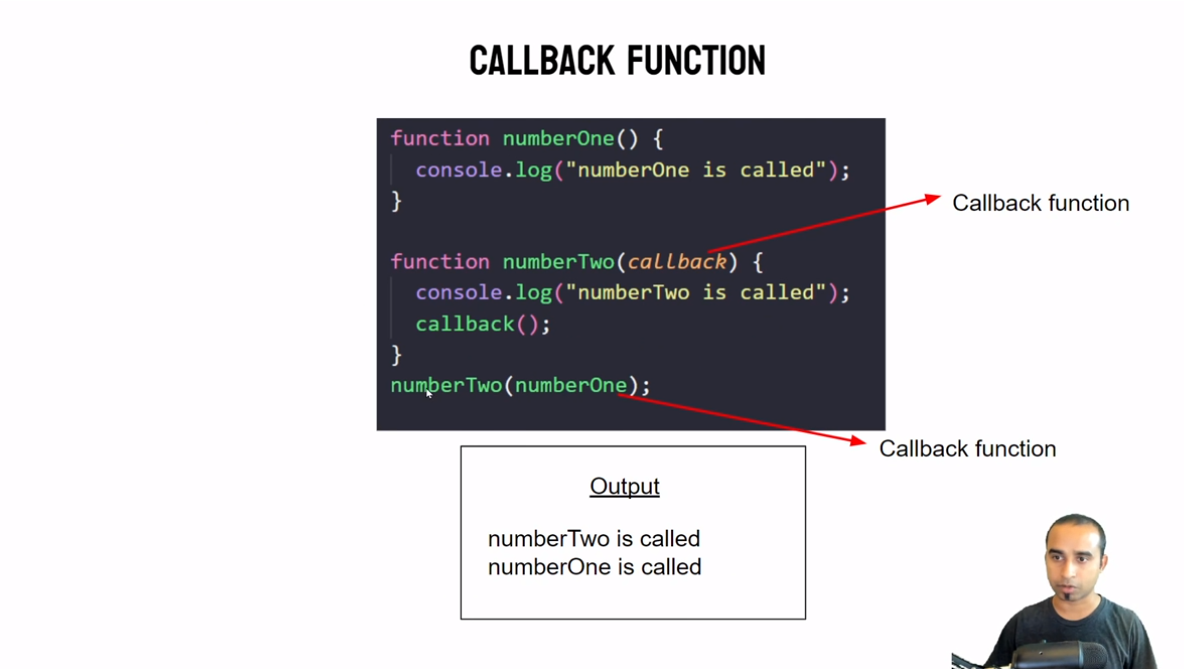 CALLBACK FUNCTION
function numberOne() {
console.log("numberOne is called");
}
Callback function
function numberTwo(callback) {
console.log("numberTwo is called");
callback();
}
numberTwo(numberOne);
Callback function
Output
numberTwo is called
numberOne is called